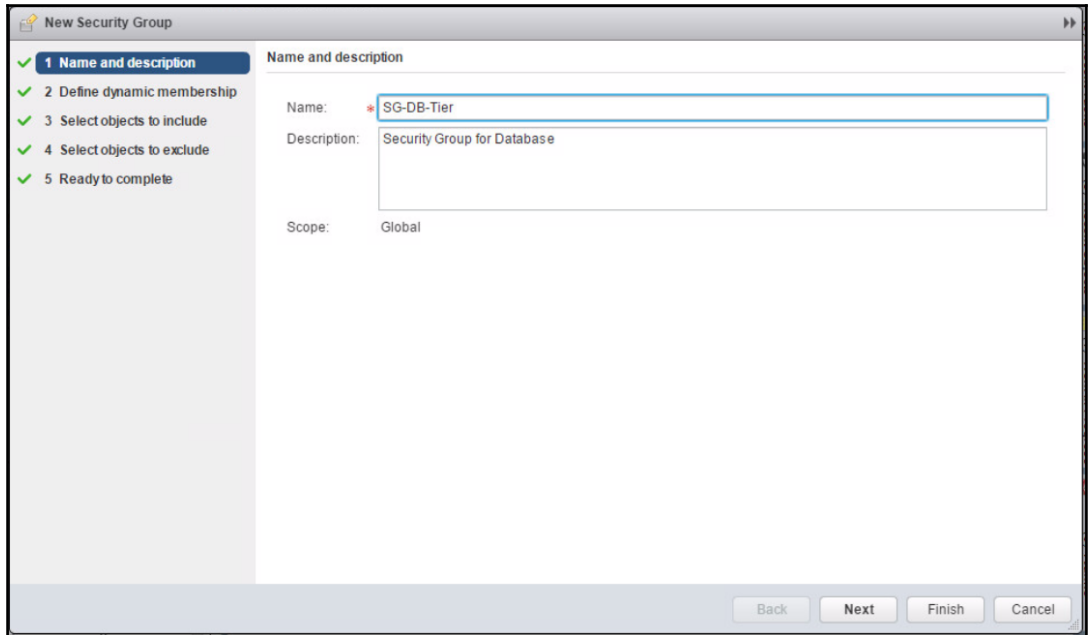 New Security Group
1 Name and description
2 Define dynamic membership
3 Select objects to include
4 Select objects to exclude
5 Ready to complete
Name and description
Name: * SG-DB-Tier
Description: Security Group for Database
Scope: Global
Back Next Finish Cancel